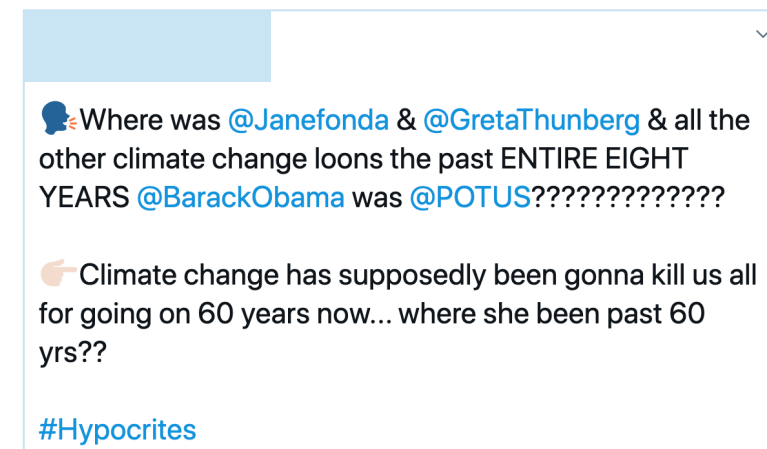 🗣Where was @Janefonda & @GretaThunberg & all the
other climate change loons the past ENTIRE EIGHT
YEARS @BarackObama was @POTUS?????????????
👉🏻Climate change has supposedly been gonna kill us all
for going on 60 years now... where she been past 60
yrs??
#Hypocrites